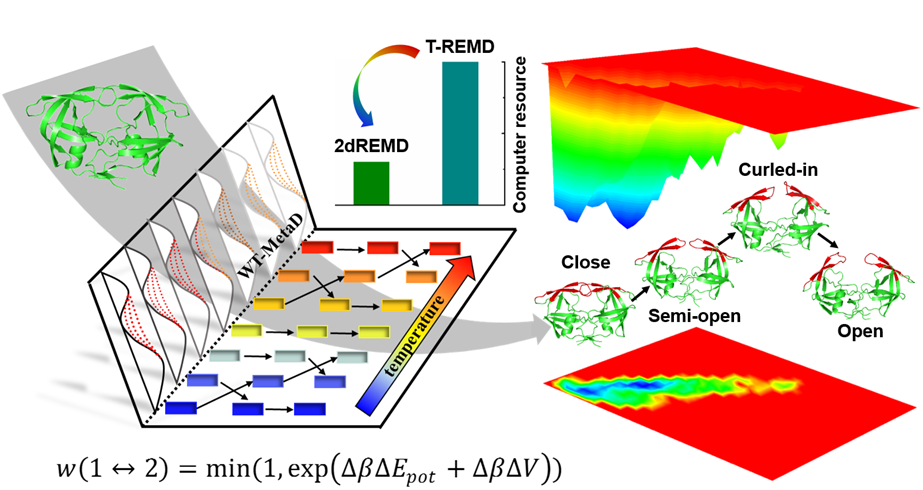 T-REMD
2dREMD
Computer resource
WT-MetaD
temperature
Curled-in
Close
Semi-open
Open
w(1 ↔ 2) = min(1, exp(ΔβΔE_pot + ΔβΔV))